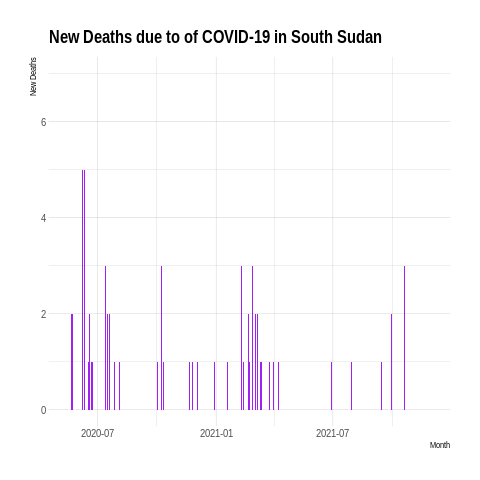 New Deaths due to of COVID-19 in South Sudan
New Deaths
6
4
2
0
2020-07 2021-01 2021-07
Month